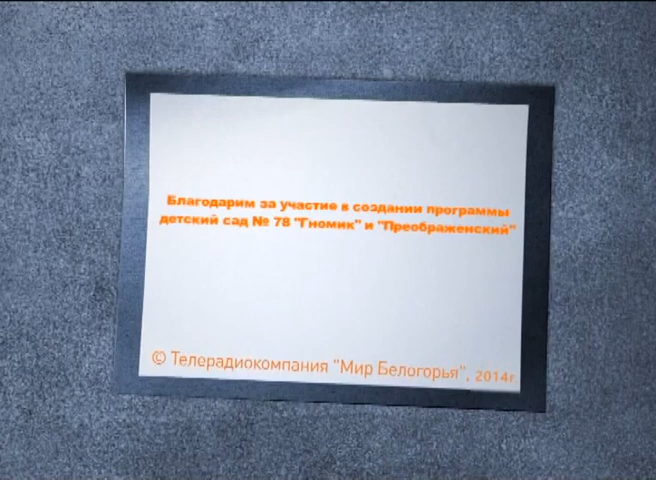 Благодарим за участие в создании программы
детский сад № 78 "Гномик" и "Преображенский"
© Телерадиокомпания "Мир Белогорья", 2014г.